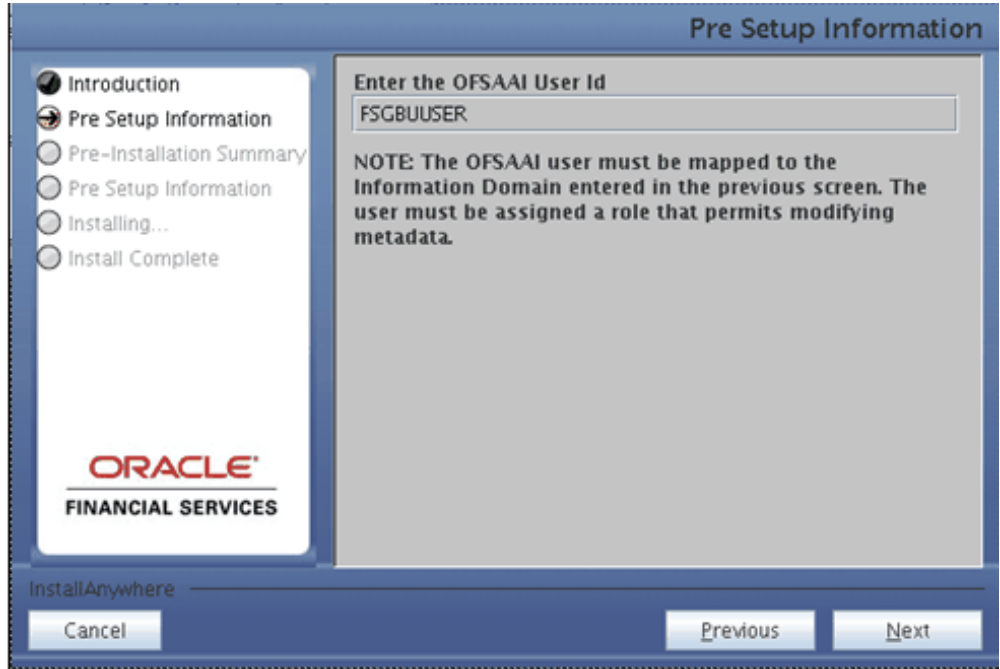 Pre Setup Information
Introduction
Pre Setup Information
Pre-Installation Summary
Pre Setup Information
Installing...
Install Complete
ORACLE
FINANCIAL SERVICES
Enter the OFSAAI User Id
FSGBUUSER
NOTE: The OFSAAI user must be mapped to the
Information Domain entered in the previous screen. The
user must be assigned a role that permits modifying
metadata.
InstallAnywhere
Cancel
Previous
Next